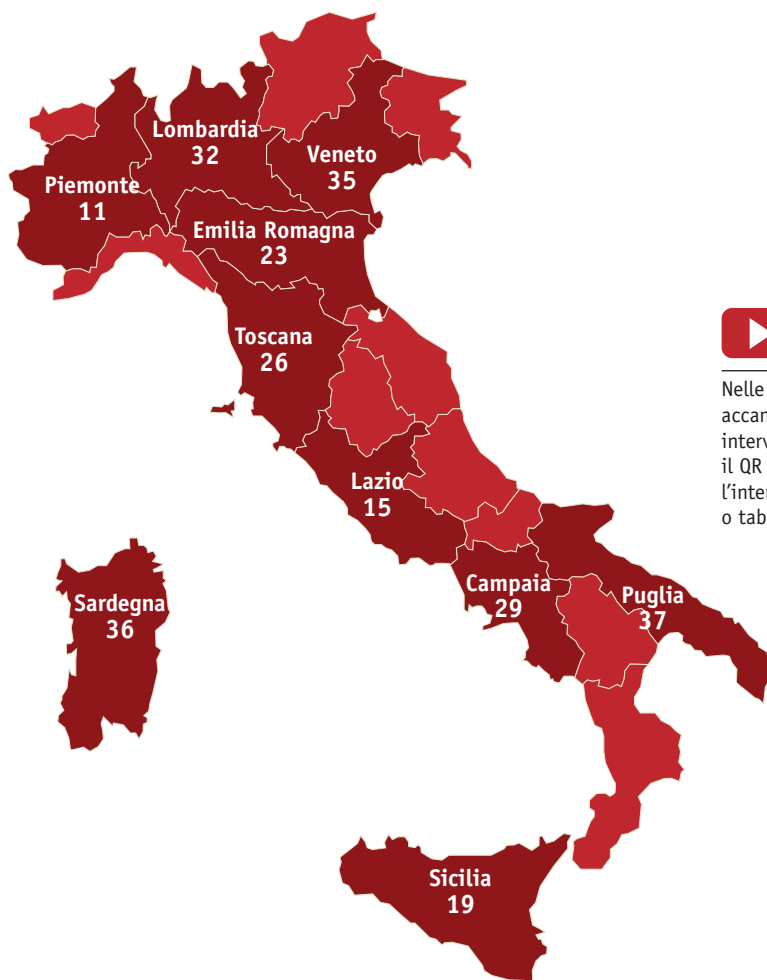 Lombardia
32
Veneto
35
Piemonte
11
Emilia Romagna
23
Toscana
26
Lazio
15
Campaia
29
Puglia
37
Sardegna
36
Sicilia
19
Nelle
accan
interv
il QR
l'inter
o tab